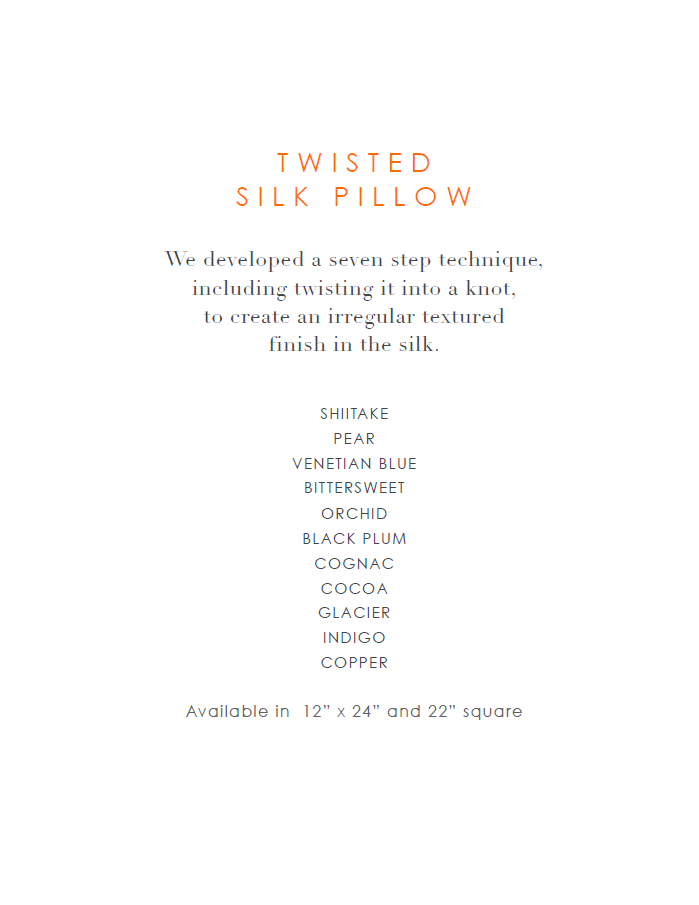 TWISTED
SILK PILLOW
We developed a seven step technique,
including twisting it into a knot,
to create an irregular textured
finish in the silk.
SHIITAKE
PEAR
VENETIAN BLUE
BITTERSWEET
ORCHID
BLACK PLUM
COGNAC
COCOA
GLACIER
INDIGO
COPPER
Available in  12” x 24” and 22” square